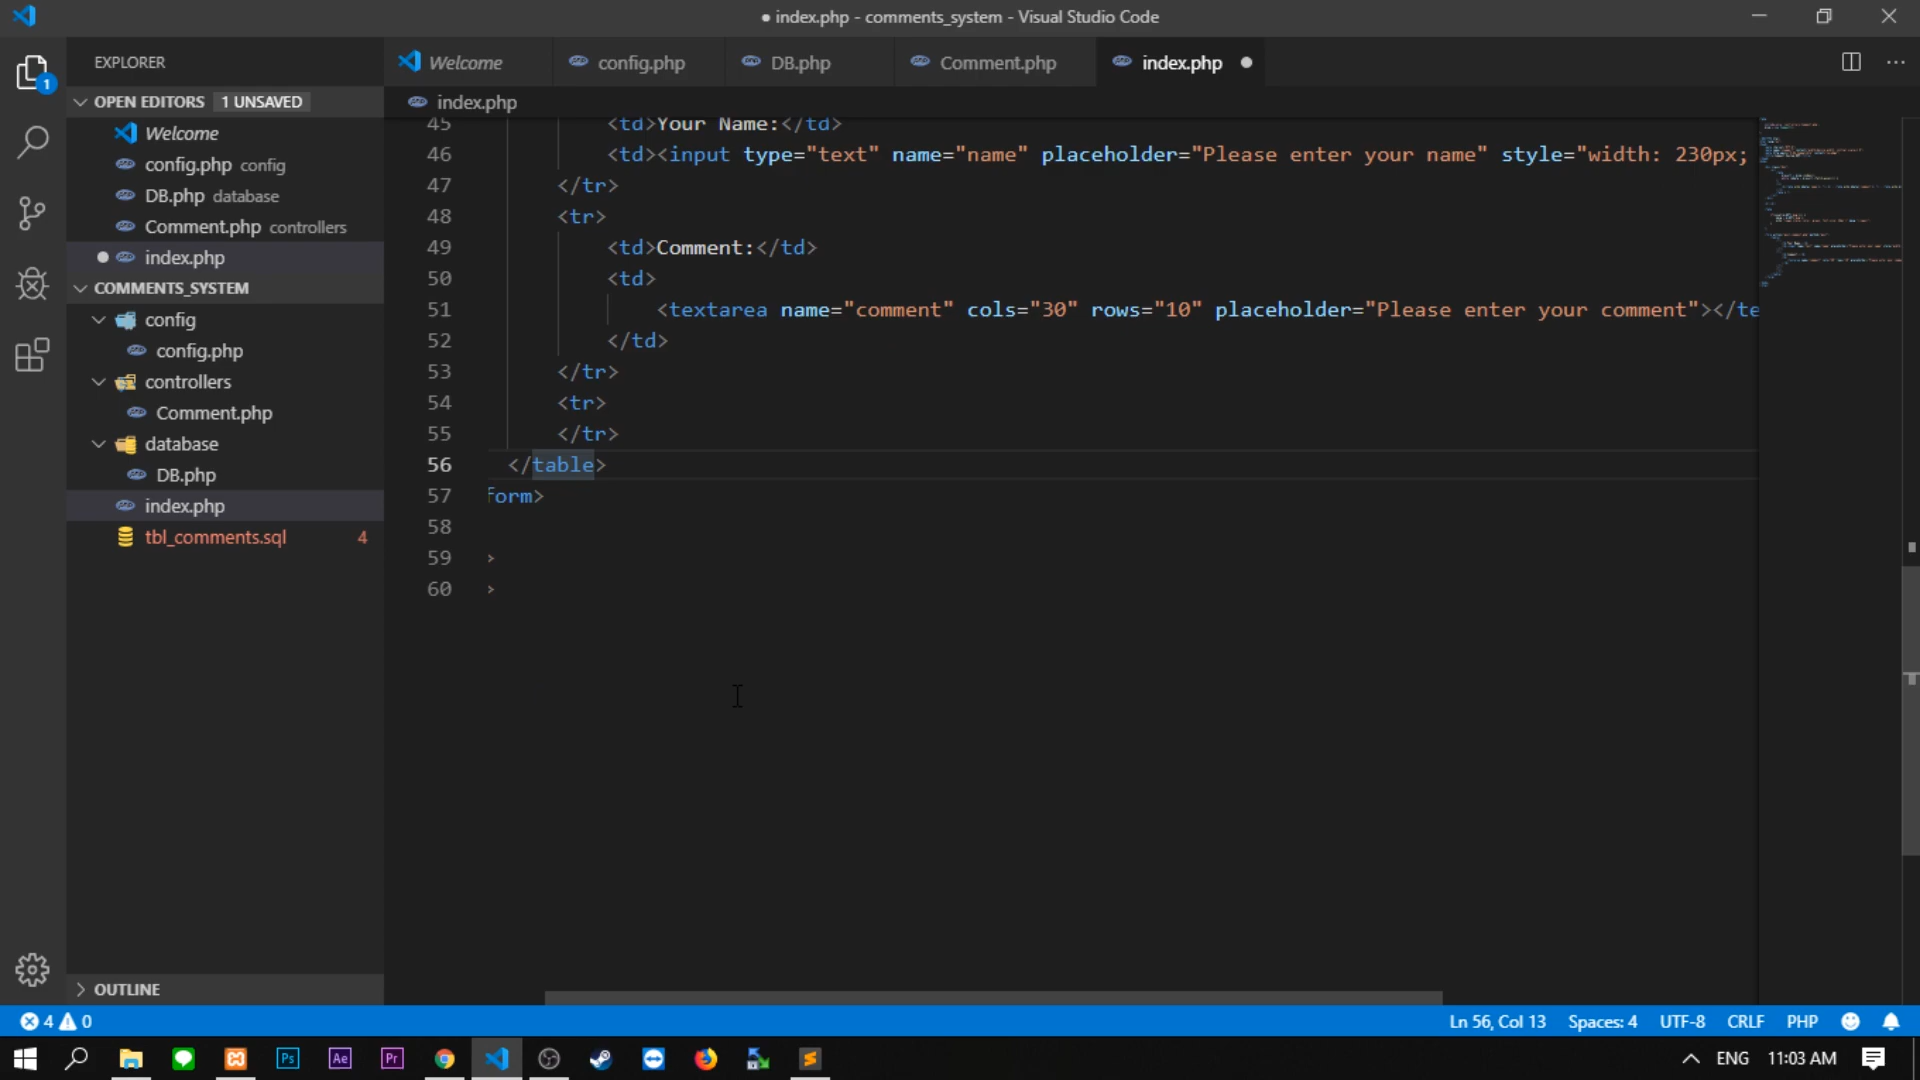 ● index.php - comments_system - Visual Studio Code
EXPLORER
Welcome
config.php
DB.php
Comment.php
index.php
OPEN EDITORS 1 UNSAVED
index.php
Welcome
config.php config
DB.php database
Comment.php controllers
index.php
COMMENTS_SYSTEM
config
config.php
controllers
Comment.php
database
DB.php
index.php
tbl_comments.sql 4
OUTLINE
45 <td>Your Name:</td>
46 <td><input type="text" name="name" placeholder="Please enter your name" style="width: 230px;
47 </tr>
48 <tr>
49 <td>Comment:</td>
50 <td>
51 <textarea name="comment" cols="30" rows="10" placeholder="Please enter your comment"></te
52 </td>
53 </tr>
54 <tr>
55 </tr>
56 </table>
57 form>
58
59 >
60 >
1
4 0
Ln 56, Col 13
Spaces: 4
UTF-8
CRLF
PHP
Ps
Ae
Pr
ENG
11:03 AM